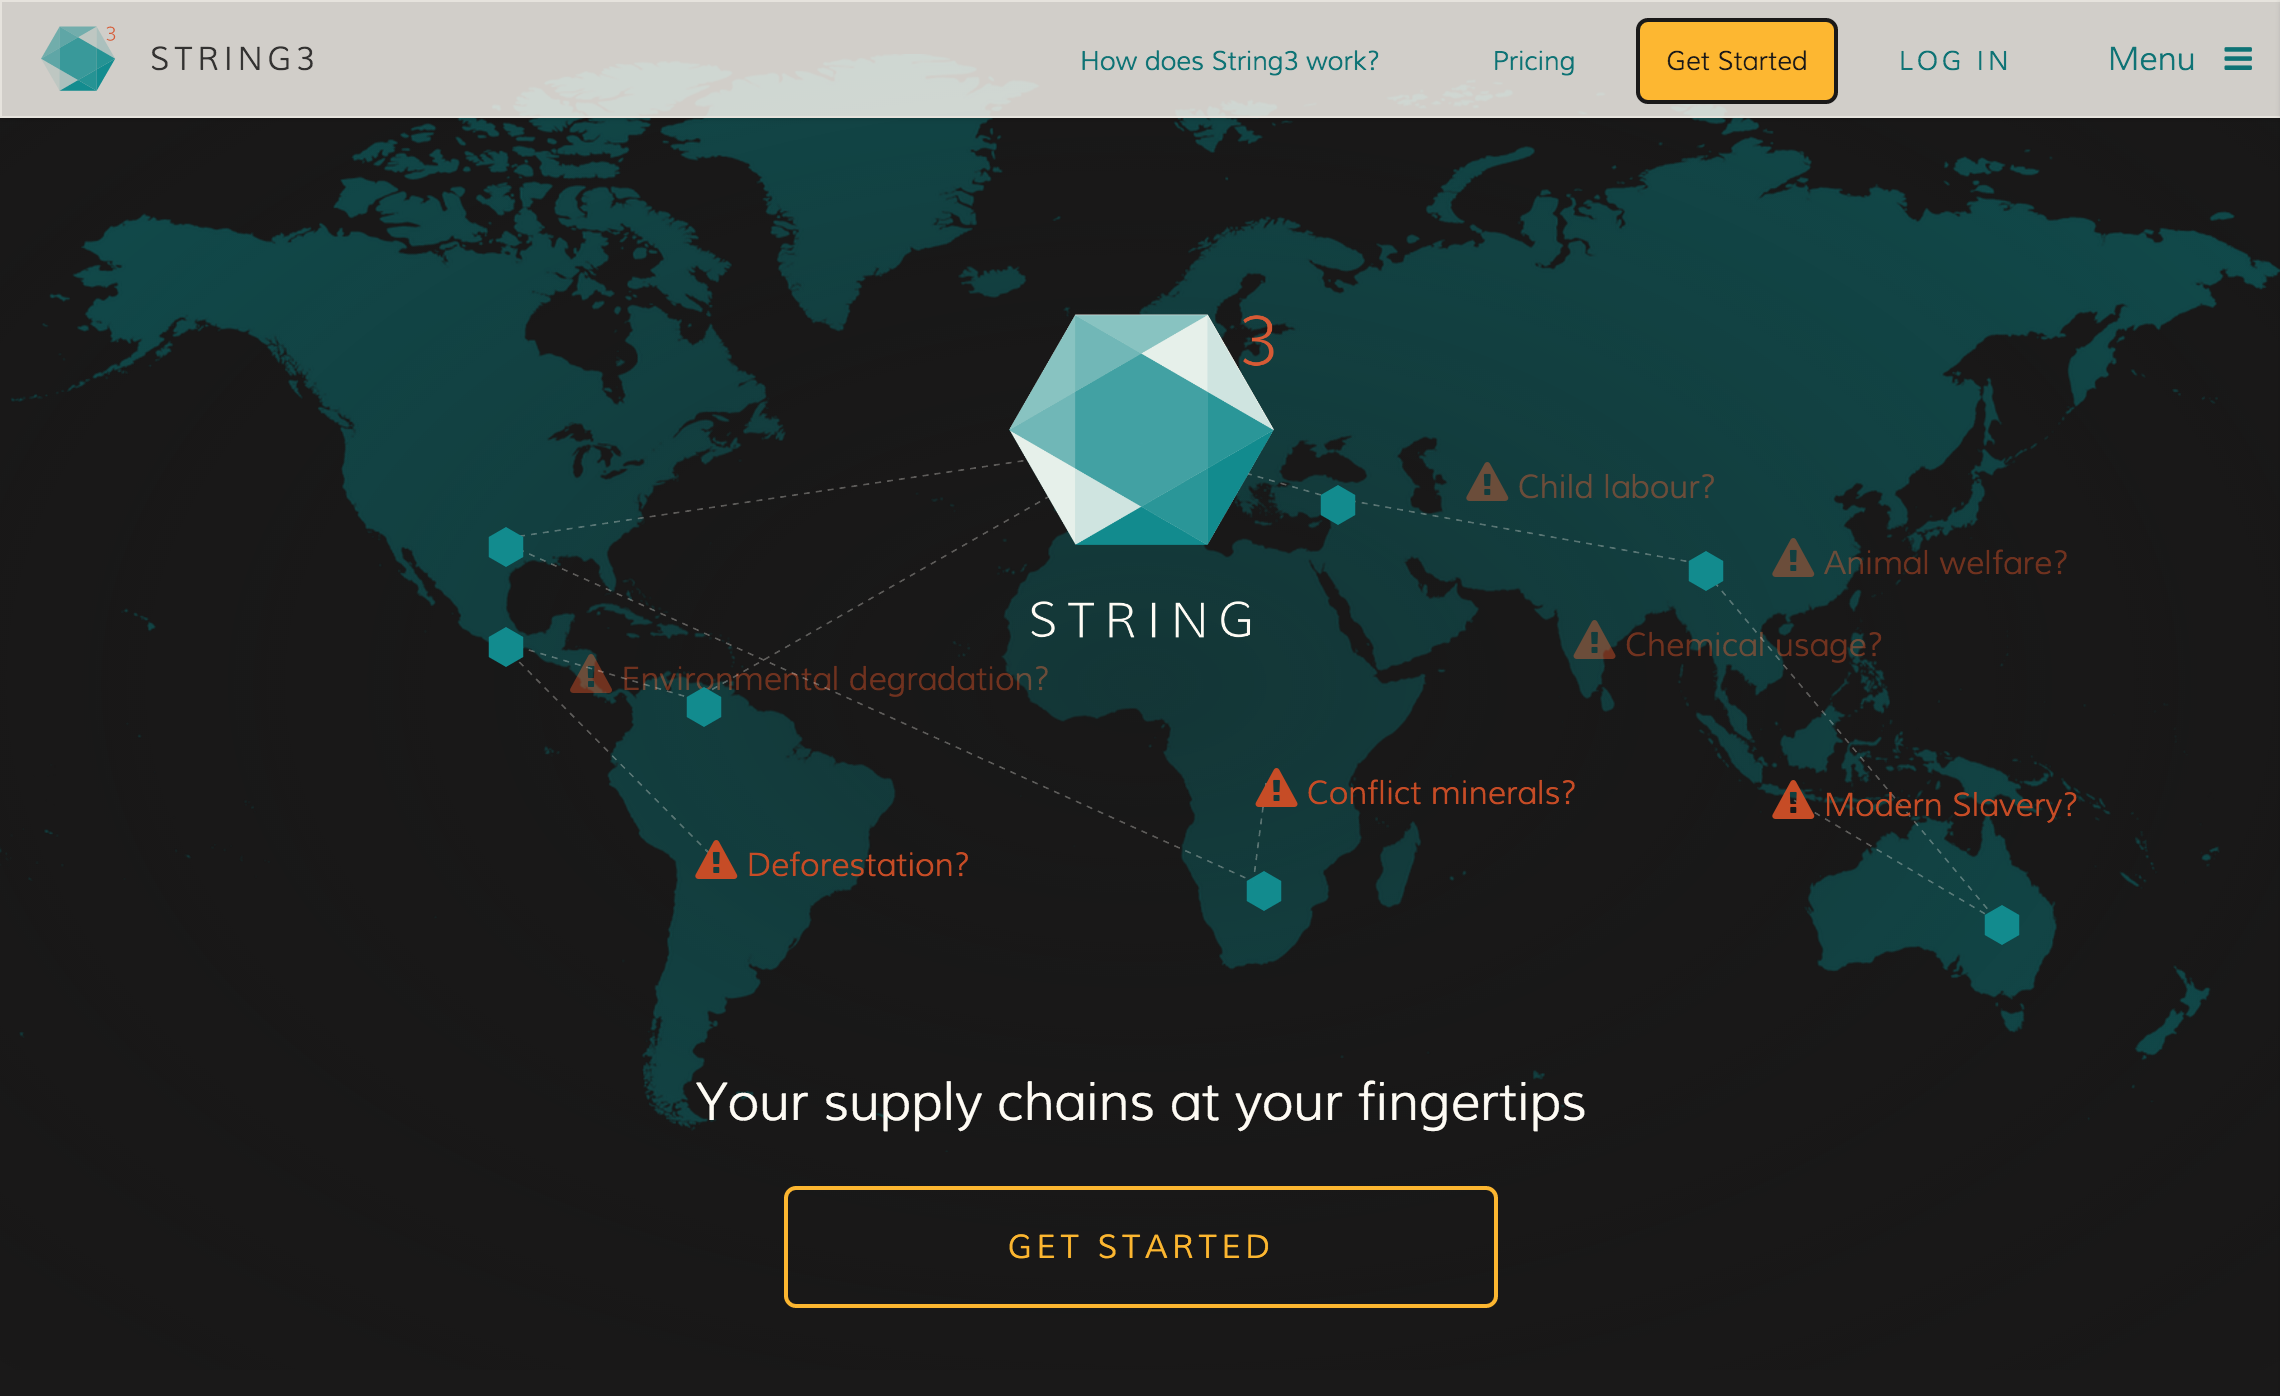 3
STRING3
How does String3 work?
Pricing
Get Started
LOG IN
Menu
3
Child labour?
Animal welfare?
STRING
Chemical usage?
Environmental degradation?
Conflict minerals?
Modern Slavery?
Deforestation?
Your supply chains at your fingertips
GET STARTED